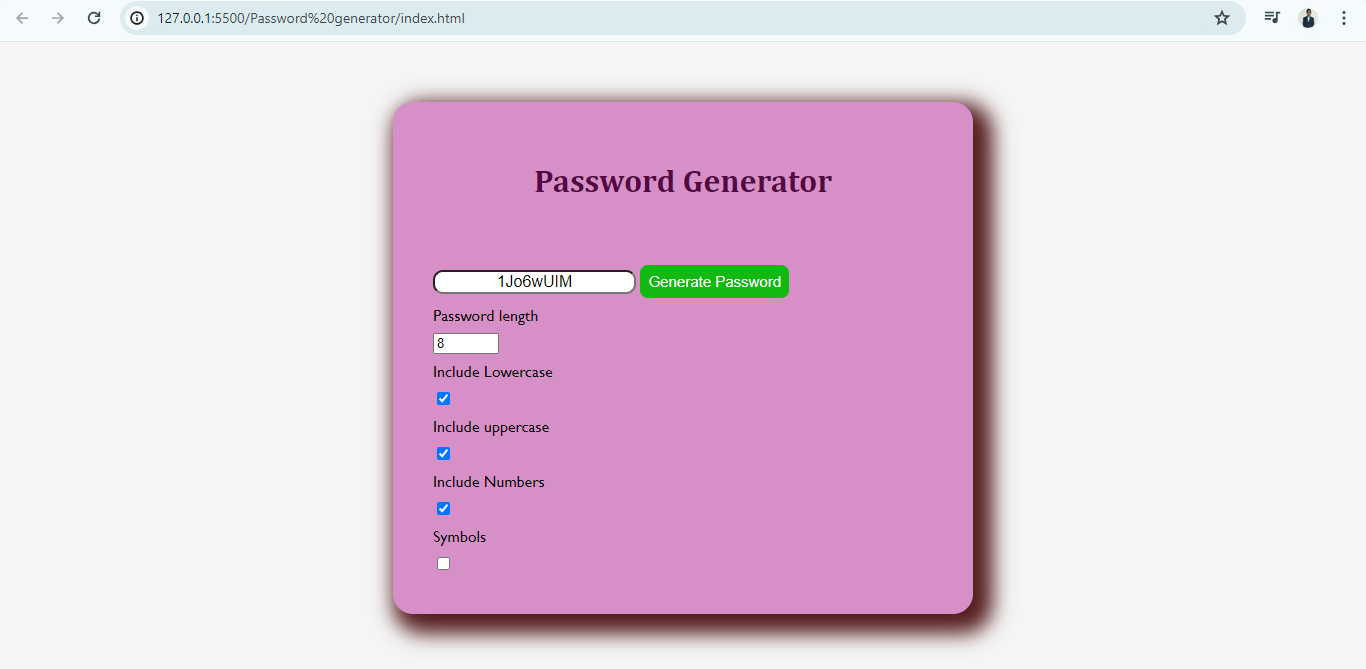 127.0.0.1:5500/Password%20generator/index.html
Password Generator
1Jo6wUIM Generate Password
Password length
8
Include Lowercase
Include uppercase
Include Numbers
Symbols